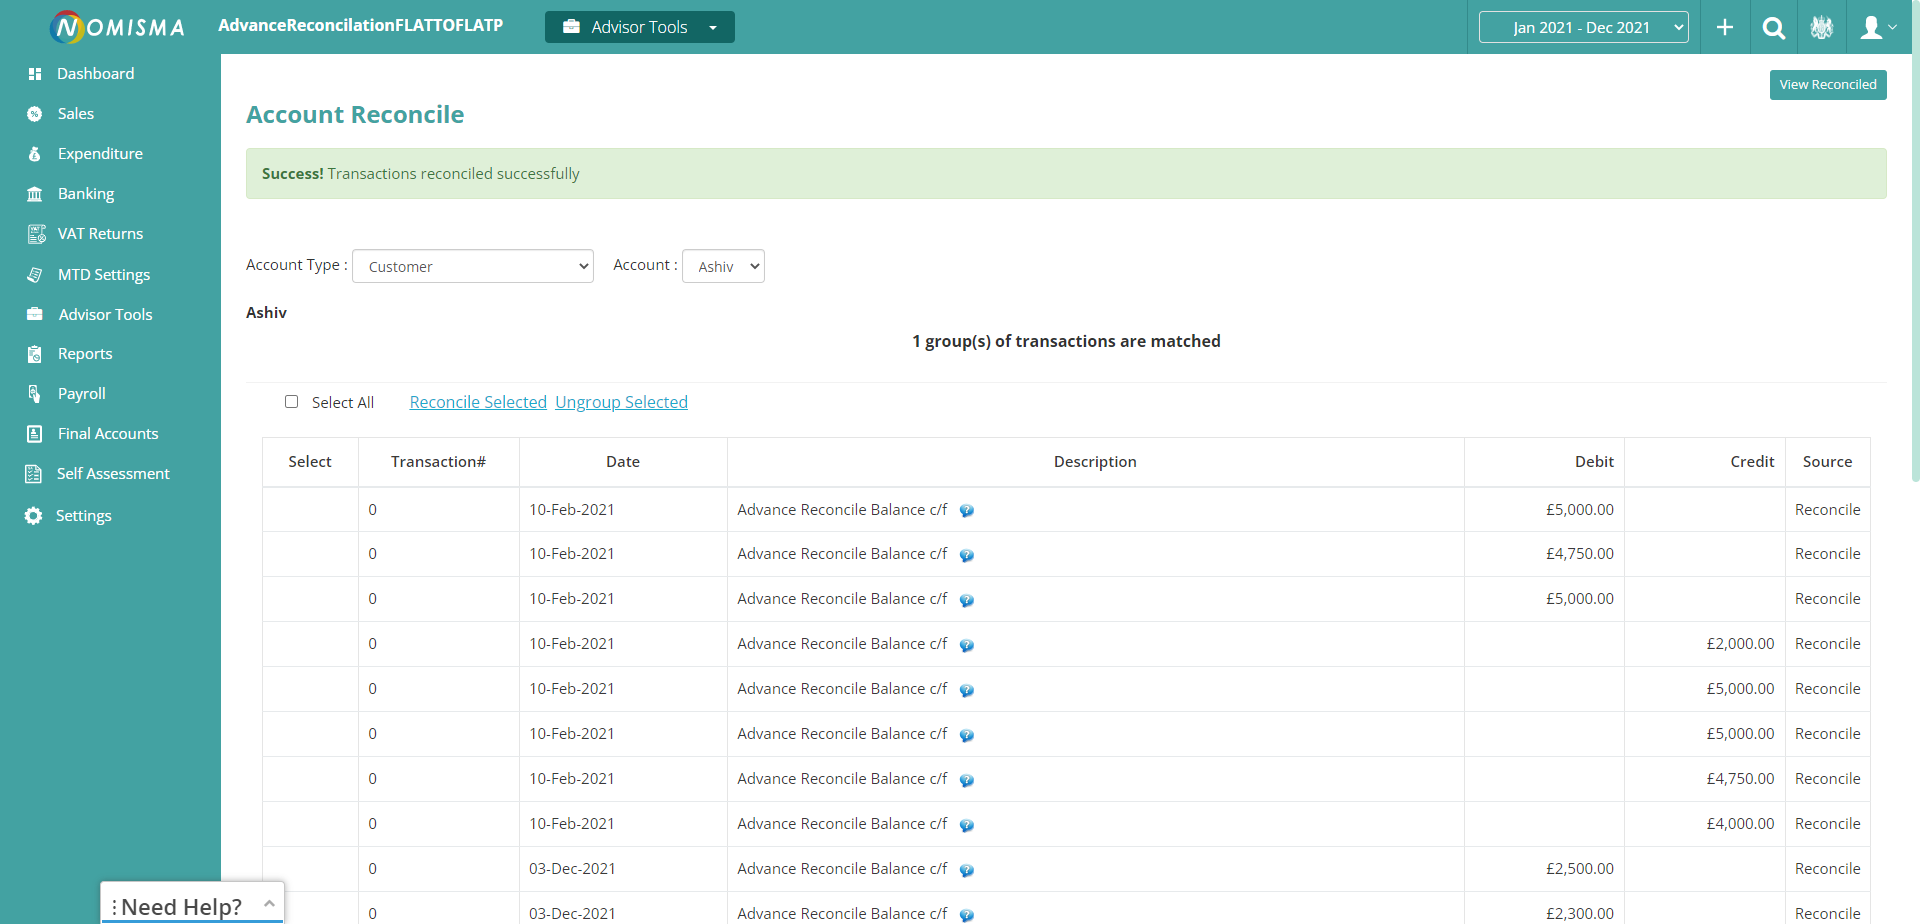 NOMISMA AdvanceReconcilationFLATTOFLATP Advisor Tools Jan 2021 - Dec 2021
Dashboard
Sales
Expenditure
Banking
VAT Returns
MTD Settings
Advisor Tools
Reports
Payroll
Final Accounts
Self Assessment
Settings
View Reconciled
Account Reconcile
Success! Transactions reconciled successfully
Account Type : Customer Account : Ashiv
Ashiv
1 group(s) of transactions are matched
Select All Reconcile Selected Ungroup Selected
Select Transaction# Date Description Debit Credit Source
0 10-Feb-2021 Advance Reconcile Balance c/f £5,000.00 Reconcile
0 10-Feb-2021 Advance Reconcile Balance c/f £4,750.00 Reconcile
0 10-Feb-2021 Advance Reconcile Balance c/f £5,000.00 Reconcile
0 10-Feb-2021 Advance Reconcile Balance c/f £2,000.00 Reconcile
0 10-Feb-2021 Advance Reconcile Balance c/f £5,000.00 Reconcile
0 10-Feb-2021 Advance Reconcile Balance c/f £5,000.00 Reconcile
0 10-Feb-2021 Advance Reconcile Balance c/f £4,750.00 Reconcile
0 10-Feb-2021 Advance Reconcile Balance c/f £4,000.00 Reconcile
0 03-Dec-2021 Advance Reconcile Balance c/f £2,500.00 Reconcile
0 03-Dec-2021 Advance Reconcile Balance c/f £2,300.00 Reconcile
Need Help?